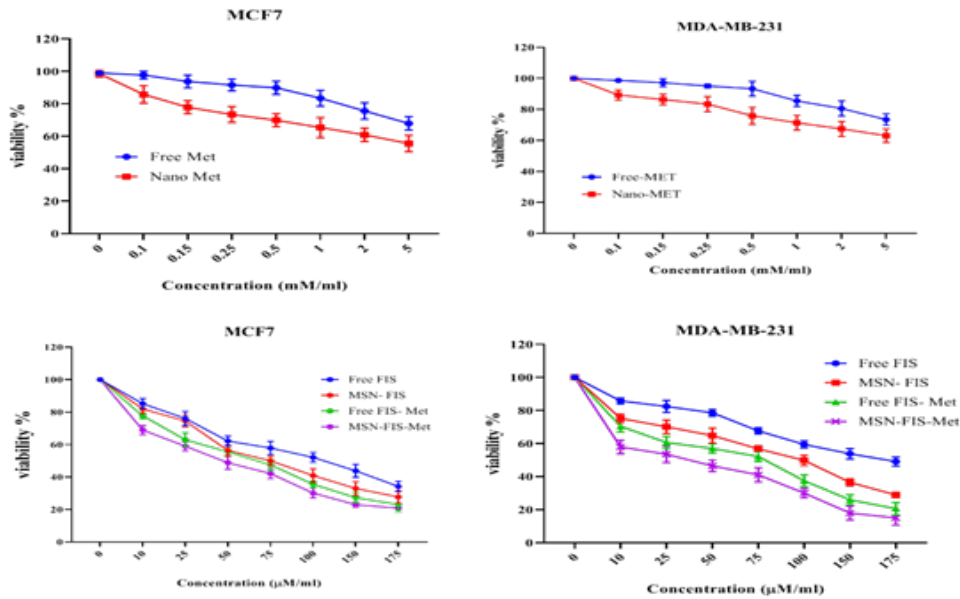 MCF7
120
100
80
60
40
20
0
viability %
Free Met
Nano Met
0 0.1 0.15 0.25 0.5 1 2 5
Concentration (mM/ml)
MDA-MB-231
120
100
80
60
40
20
0
viability %
Free-MET
Nano-MET
0 0.1 0.15 0.25 0.5 1 2 5
Concentration (mM/ml)
MCF7
120
100
80
60
40
20
0
viability %
Free FIS
MSN- FIS
Free FIS- Met
MSN-FIS-Met
0 10 25 50 75 100 150 175
Concentration (μM/ml)
MDA-MB-231
120
100
80
60
40
20
0
viability %
Free FIS
MSN- FIS
Free FIS- Met
MSN-FIS-Met
0 10 25 50 75 100 150 175
Concentration (μM/ml)